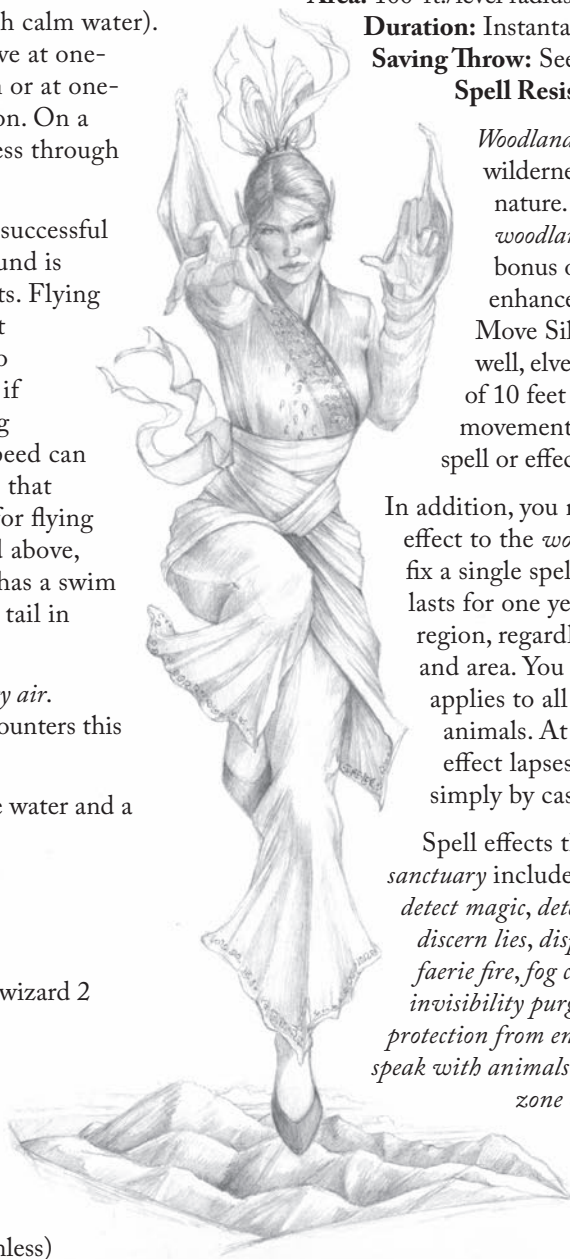 h calm water).
ve at one-
n or at one-
on. On a
ess through
successful
und is
ts. Flying
t
o
if
g
peed can
that
for flying
d above,
has a swim
tail in
y air.
ounters this
e water and a
wizard 2
nless)
Area: 100-ft./level radius
Duration: Instanta
Saving Throw: See
Spell Resis
Woodland
wilderne
nature.
woodlan
bonus o
enhance
Move Sil
well, elve
of 10 feet
movement
spell or effec
In addition, you m
effect to the wo
fix a single spel
lasts for one ye
region, regardl
and area. You
applies to all
animals. At
effect lapses
simply by cas
Spell effects th
sanctuary include
detect magic, dete
discern lies, disp
faerie fire, fog c
invisibility purg
protection from en
speak with animals
zone